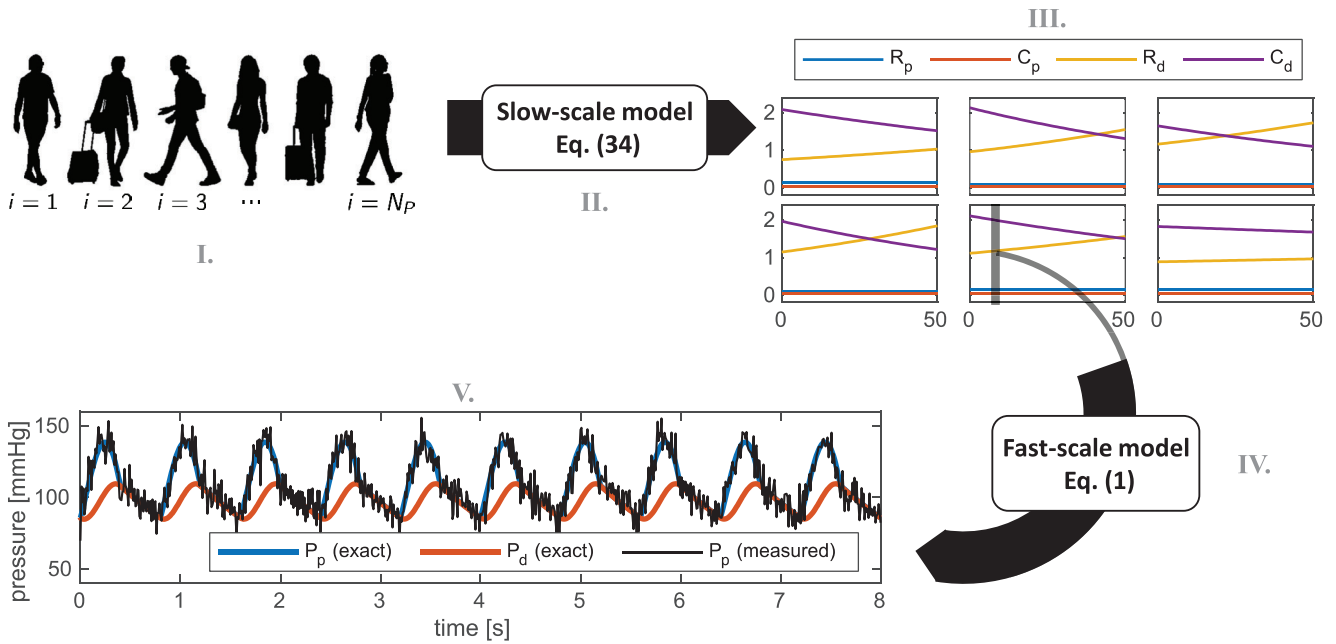 III.
R_p C_p R_d C_d
i = 1 i = 2 i = 3 ... i = N_P
I.
Slow-scale model
Eq. (34)
II.
2
1
0
2
1
0
0 50 0 50 0 50
Fast-scale model
Eq. (1)
IV.
V.
pressure [mmHg]
150
100
50
P_p (exact) P_d (exact) P_p (measured)
0 1 2 3 4 5 6 7 8
time [s]